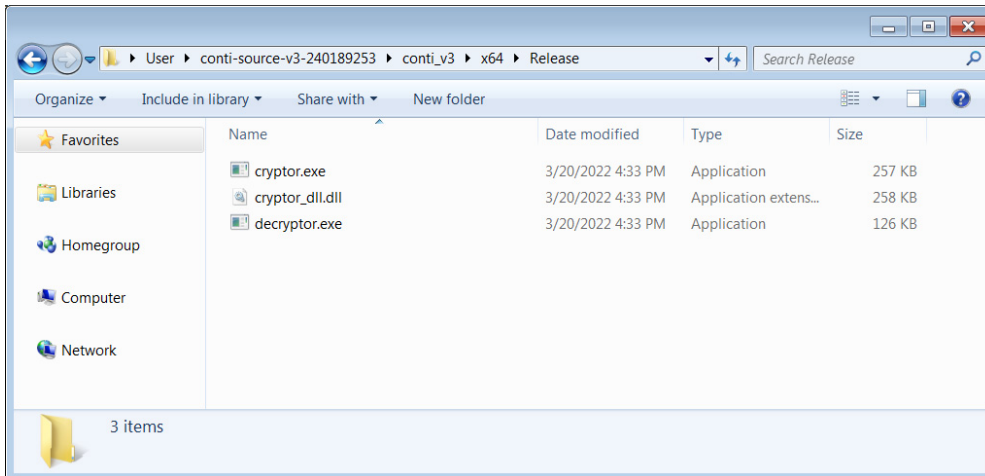 User conti-source-v3-240189253 conti_v3 x64 Release Search Release
Organize Include in library Share with New folder
Favorites
Libraries
Homegroup
Computer
Network
Name Date modified Type Size
cryptor.exe 3/20/2022 4:33 PM Application 257 KB
cryptor_dll.dll 3/20/2022 4:33 PM Application extens... 258 KB
decryptor.exe 3/20/2022 4:33 PM Application 126 KB
3 items